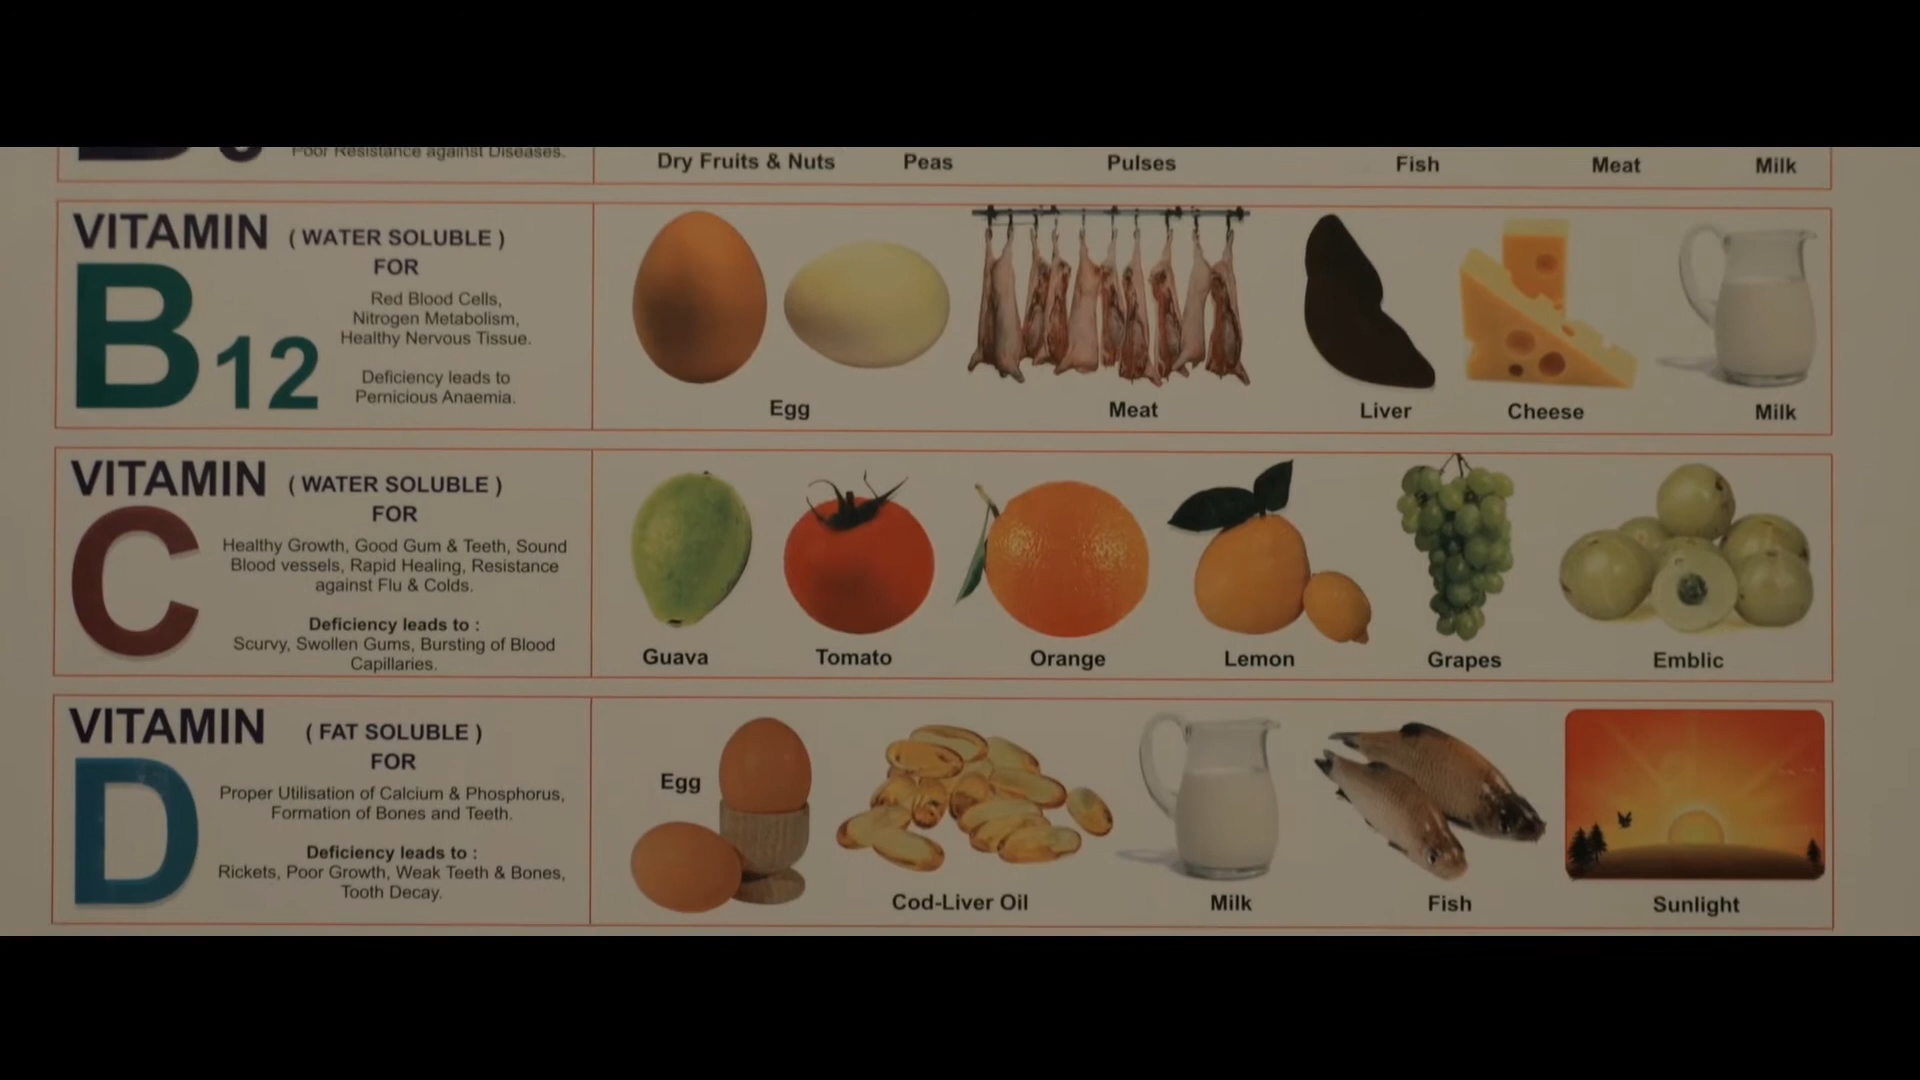 Poor Resistance against Diseases.
Dry Fruits & Nuts Peas Pulses Fish Meat Milk
VITAMIN ( WATER SOLUBLE )
FOR
B12
Red Blood Cells,
Nitrogen Metabolism,
Healthy Nervous Tissue.
Deficiency leads to
Pernicious Anaemia.
Egg Meat Liver Cheese Milk
VITAMIN ( WATER SOLUBLE )
FOR
C
Healthy Growth, Good Gum & Teeth, Sound
Blood vessels, Rapid Healing, Resistance
against Flu & Colds.
Deficiency leads to :
Scurvy, Swollen Gums, Bursting of Blood
Capillaries.
Guava Tomato Orange Lemon Grapes Emblic
VITAMIN ( FAT SOLUBLE )
FOR
D
Proper Utilisation of Calcium & Phosphorus,
Formation of Bones and Teeth.
Deficiency leads to :
Rickets, Poor Growth, Weak Teeth & Bones,
Tooth Decay.
Egg
Cod-Liver Oil Milk Fish Sunlight